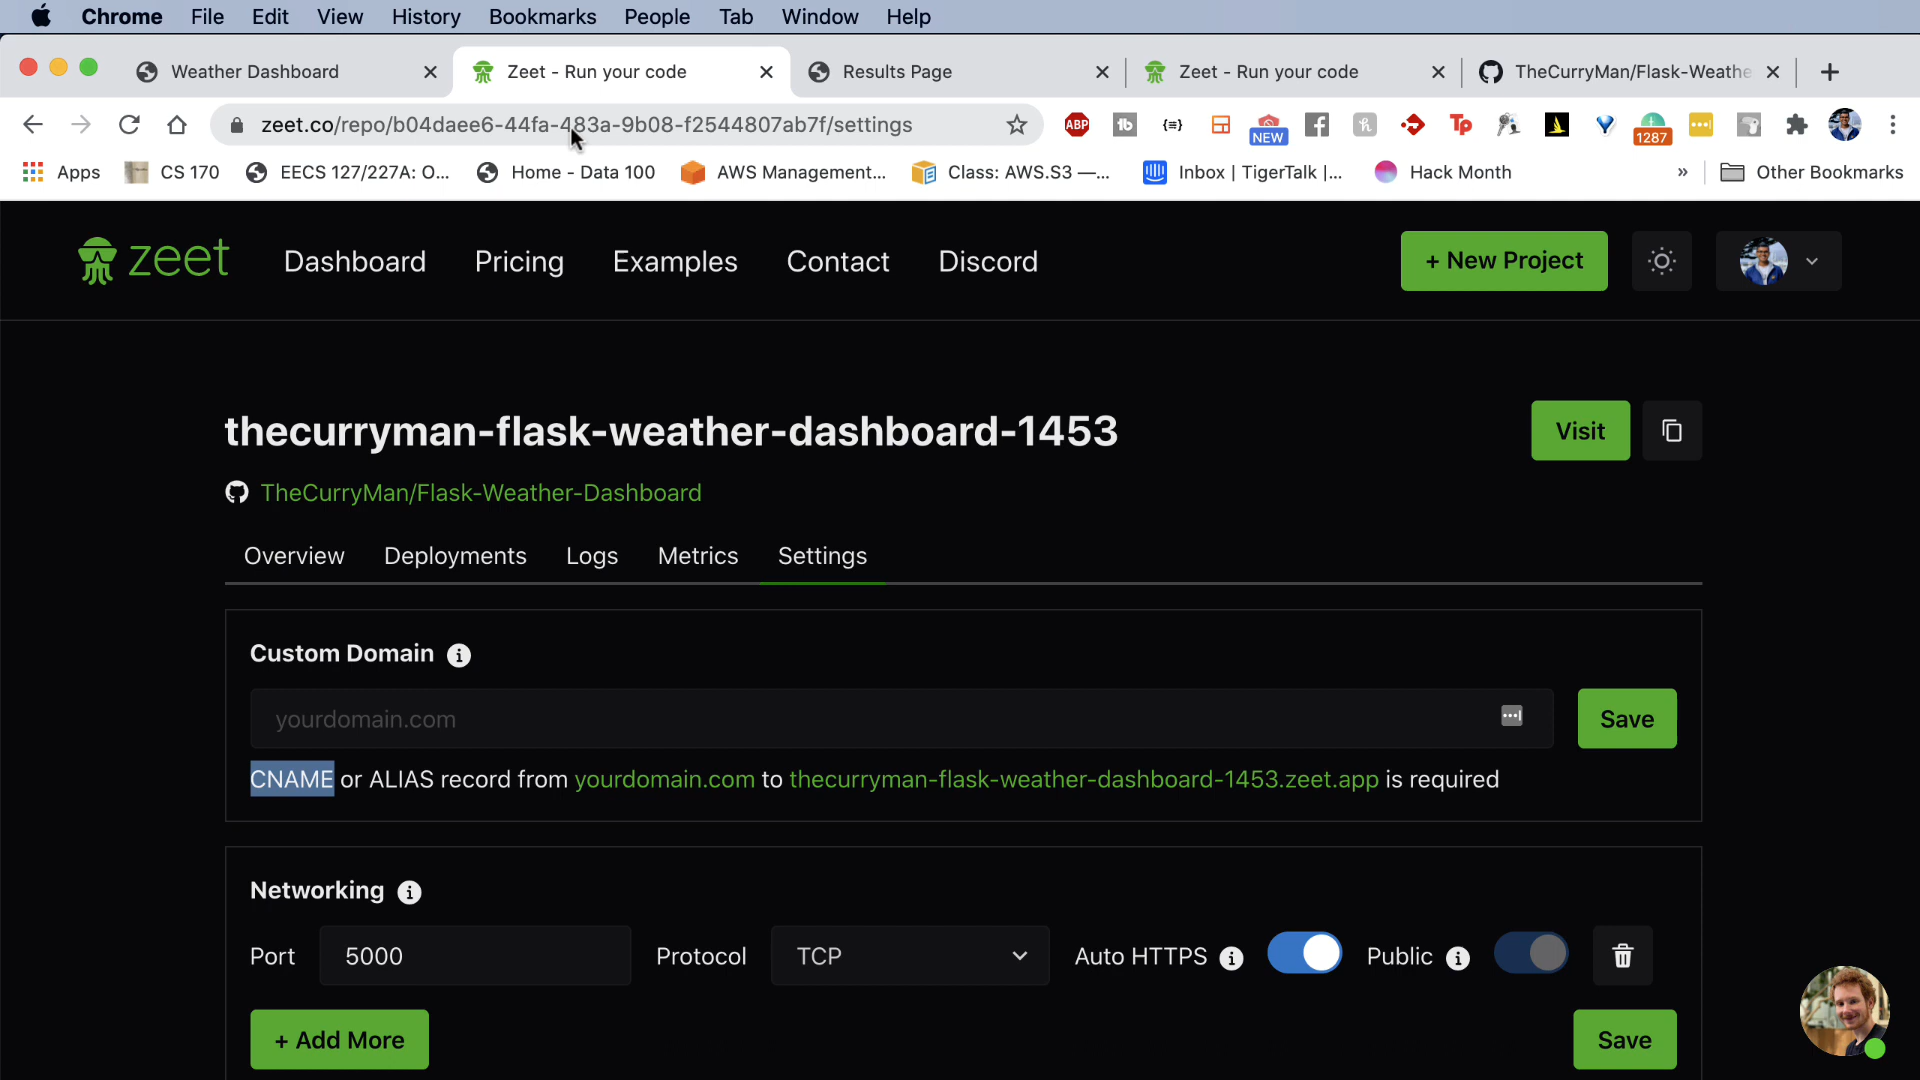 Chrome File Edit View History Bookmarks People Tab Window Help
Weather Dashboard Zeet - Run your code Results Page Zeet - Run your code TheCurryMan/Flask-Weathe
zeet.co/repo/b04daee6-44fa-483a-9b08-f2544807ab7f/settings ABP tb {≡} NEW Tp 1287
Apps CS 170 EECS 127/227A: O... Home - Data 100 AWS Management... Class: AWS.S3 —... Inbox | TigerTalk |... Hack Month » Other Bookmarks
zeet Dashboard Pricing Examples Contact Discord + New Project
thecurryman-flask-weather-dashboard-1453 Visit
TheCurryMan/Flask-Weather-Dashboard
Overview Deployments Logs Metrics Settings
Custom Domain
yourdomain.com Save
CNAME or ALIAS record from yourdomain.com to thecurryman-flask-weather-dashboard-1453.zeet.app is required
Networking
Port 5000 Protocol TCP Auto HTTPS Public
+ Add More Save